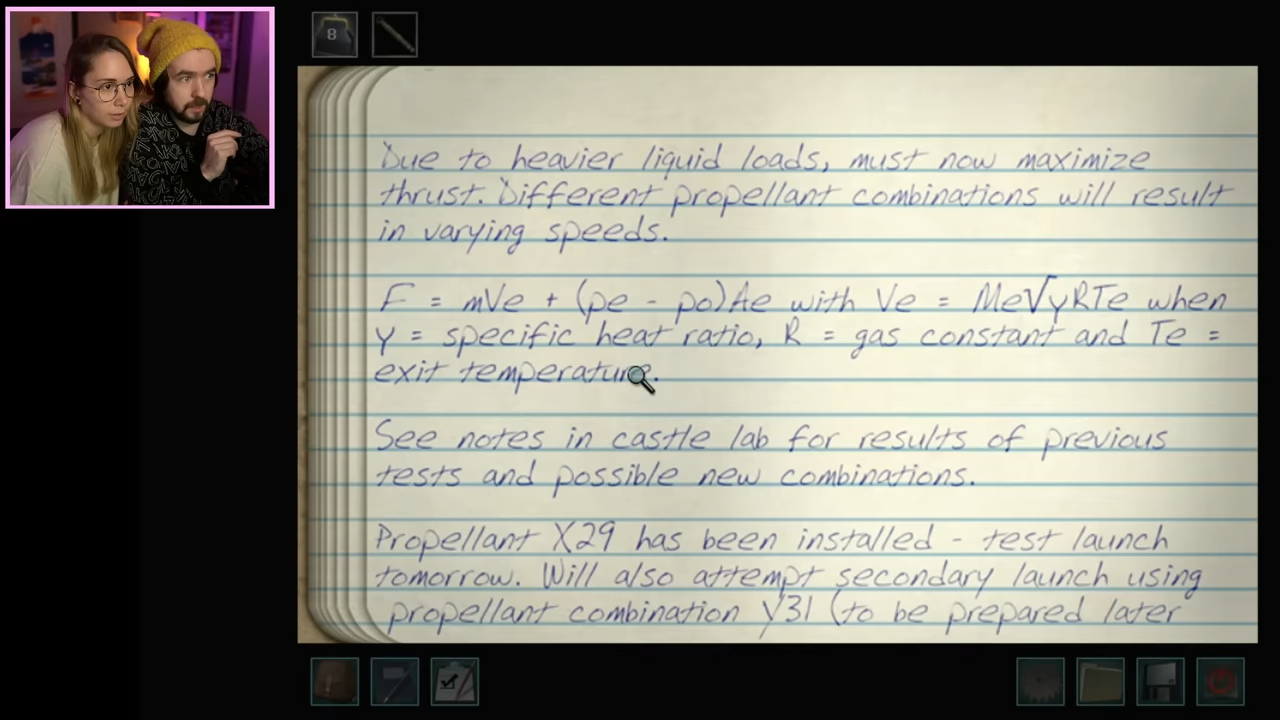 8
Due to heavier liquid loads, must now maximize
thrust. Different propellant combinations will result
in varying speeds.
F = mVe + (pe - po)Ae with Ve = Me√γRTe when
γ = specific heat ratio, R = gas constant and Te =
exit temperature.
See notes in castle lab for results of previous
tests and possible new combinations.
Propellant X29 has been installed - test launch
tomorrow. Will also attempt secondary launch using
propellant combination Y31 (to be prepared later